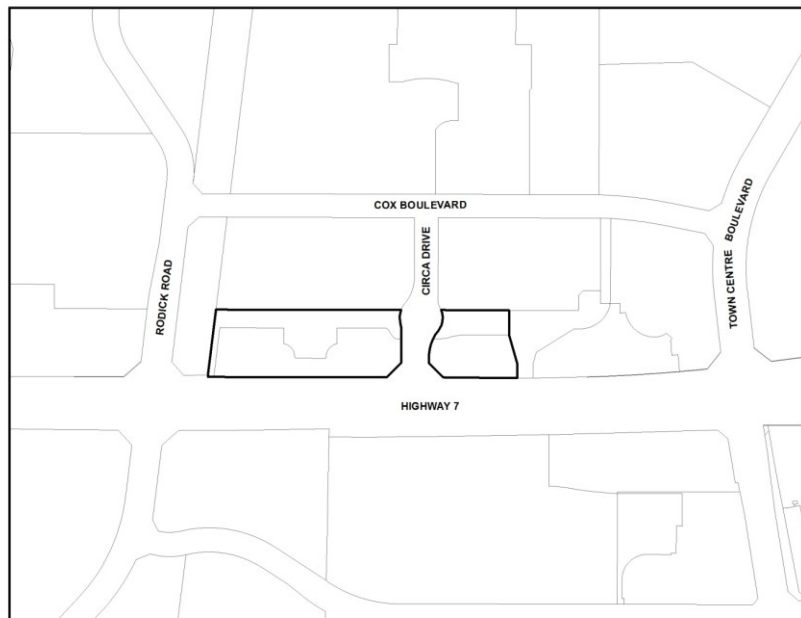 COX BOULEVARD
CIRCA DRIVE
RODICK ROAD
TOWN CENTRE BOULEVARD
HIGHWAY 7